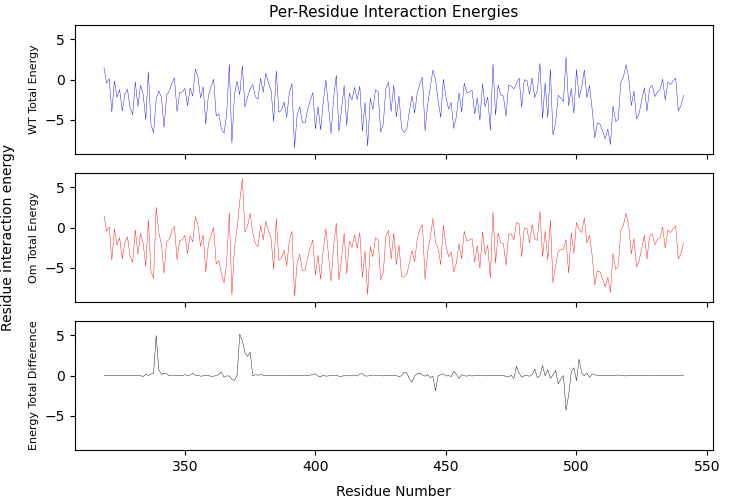 Per-Residue Interaction Energies
5
0
−5
WT Total Energy
5
0
−5
Om Total Energy
Residue interaction energy
5
0
−5
Energy Total Difference
350
400
450
500
550
Residue Number